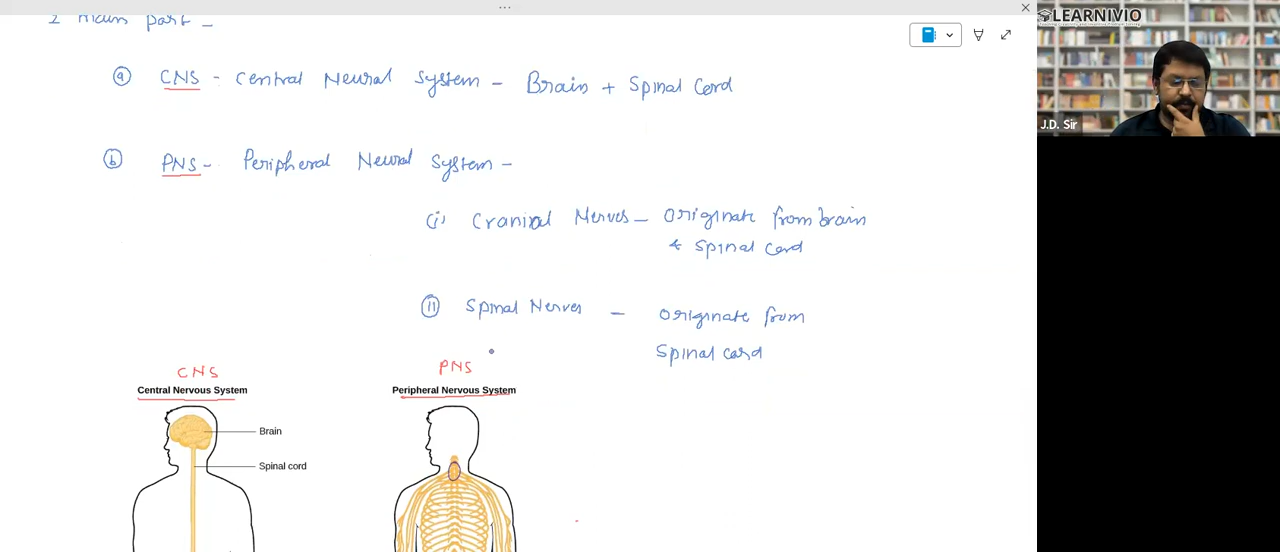 2 main part -
a CNS - Central Neural System - Brain + Spinal Cord
b PNS - Peripheral Neural System -
(i) Cranial Nerves - Originate from brain
& Spinal Cord
(ii) Spinal Nerves - Originate from
Spinal cord
CNS
Central Nervous System
Brain
Spinal cord
PNS
Peripheral Nervous System
LEARNIVIO
J.D. Sir